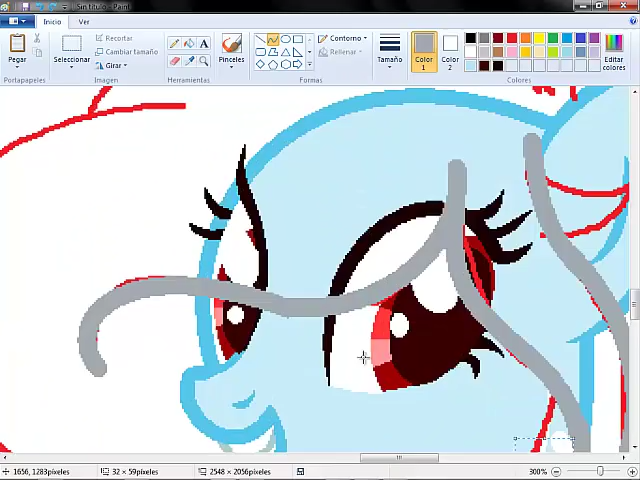 Sin título - Paint
Inicio
Ver
Pegar
Portapapeles
Seleccionar
Recortar
Cambiar tamaño
Girar
Imagen
A
Herramientas
Pinceles
Contorno
Rellenar
Formas
Tamaño
Color 1
Color 2
Editar colores
Colores
1656, 1283píxeles
32 × 59píxeles
2548 × 2056píxeles
300%